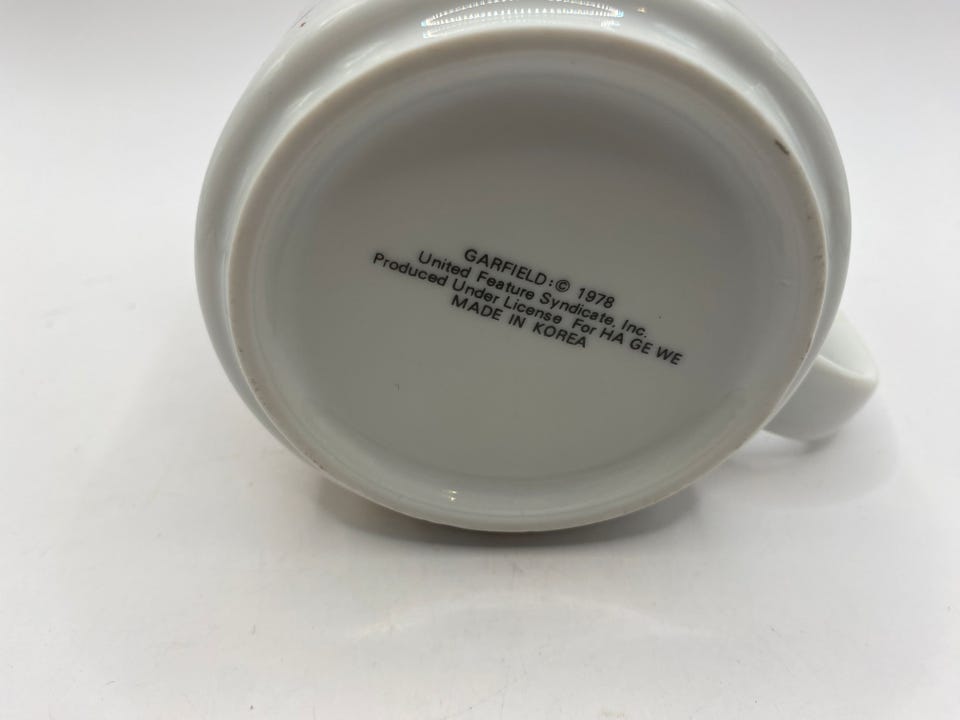 GARFIELD:© 1978
United Feature Syndicate, Inc.
Produced Under License For HA GE WE
MADE IN KOREA